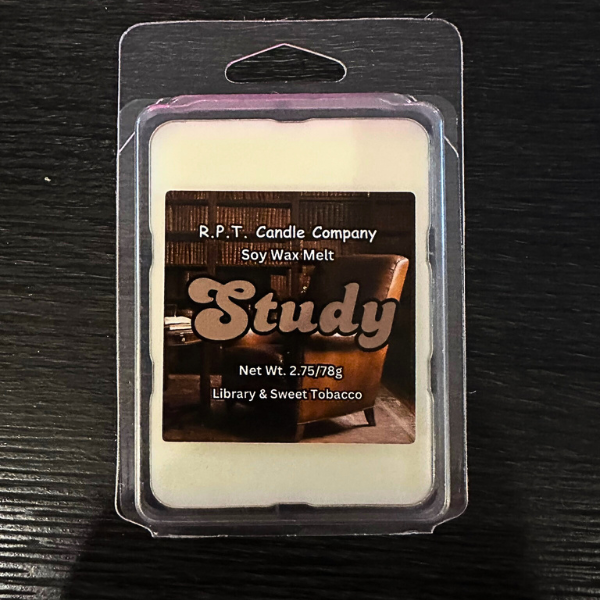 R.P.T. Candle Company
Soy Wax Melt
Study
Net Wt. 2.75/78g
Library & Sweet Tobacco